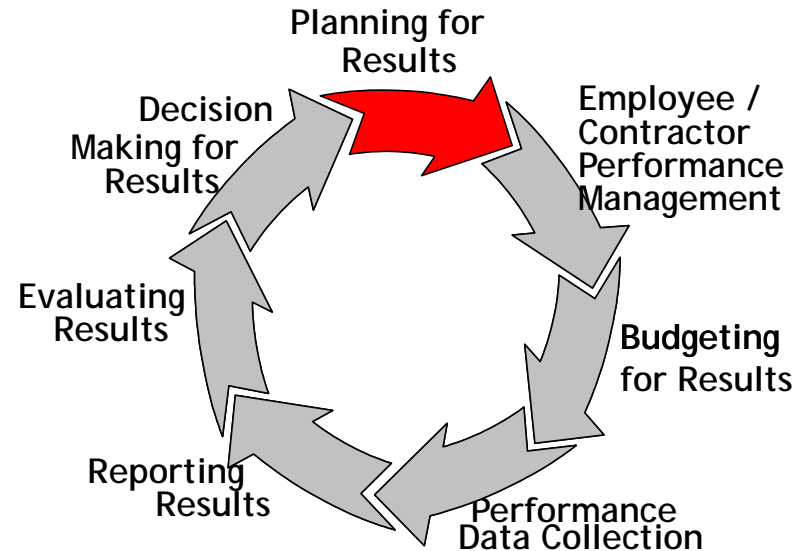 Planning for
Results
Employee /
Contractor
Performance
Management
Budgeting
for Results
Performance
Data Collection
Reporting
Results
Evaluating
Results
Decision
Making for
Results